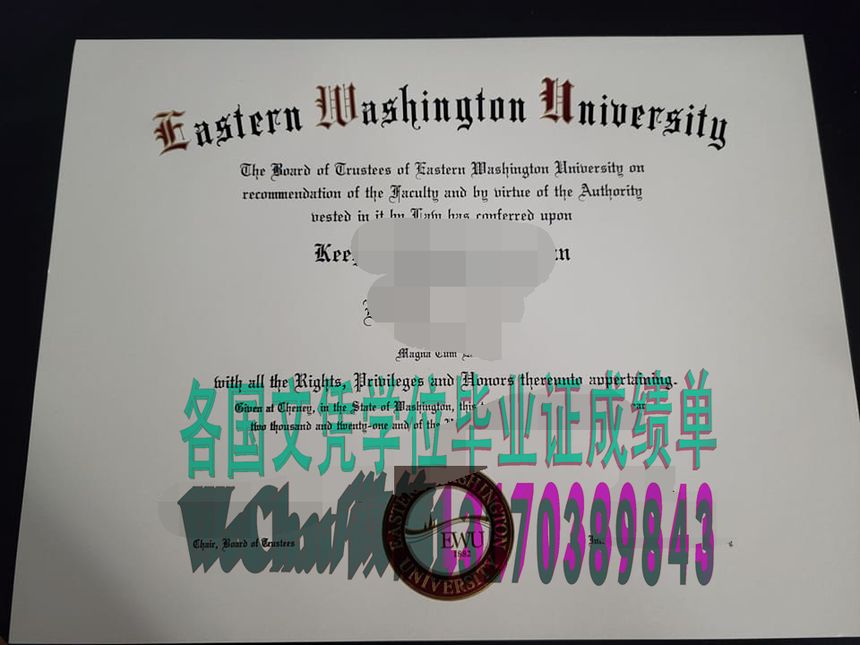 Eastern Washington University
The Board of Trustees of Eastern Washington University on
recommendation of the Faculty and by virtue of the Authority
vested in it by Law has conferred upon
Magna Cum
with all the Rights, Privileges and Honors thereunto appertaining.
各国文凭学位毕业证成绩单
Given at Cheney, in the State of Washington, this
two thousand and twenty-one and of the
WeChat
70389843
Chair, Board of Trustees
EASTERN WASHINGTON
EWU
1882
UNIVERSITY